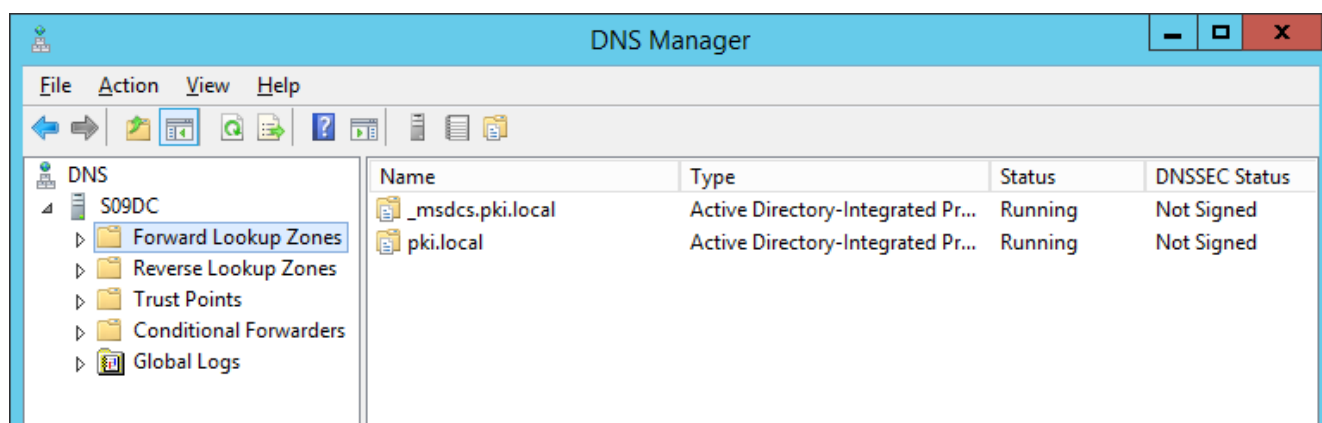 DNS Manager
File Action View Help
DNS
S09DC
Forward Lookup Zones
Reverse Lookup Zones
Trust Points
Conditional Forwarders
Global Logs
Name Type Status DNSSEC Status
_msdcs.pki.local Active Directory-Integrated Pr... Running Not Signed
pki.local Active Directory-Integrated Pr... Running Not Signed